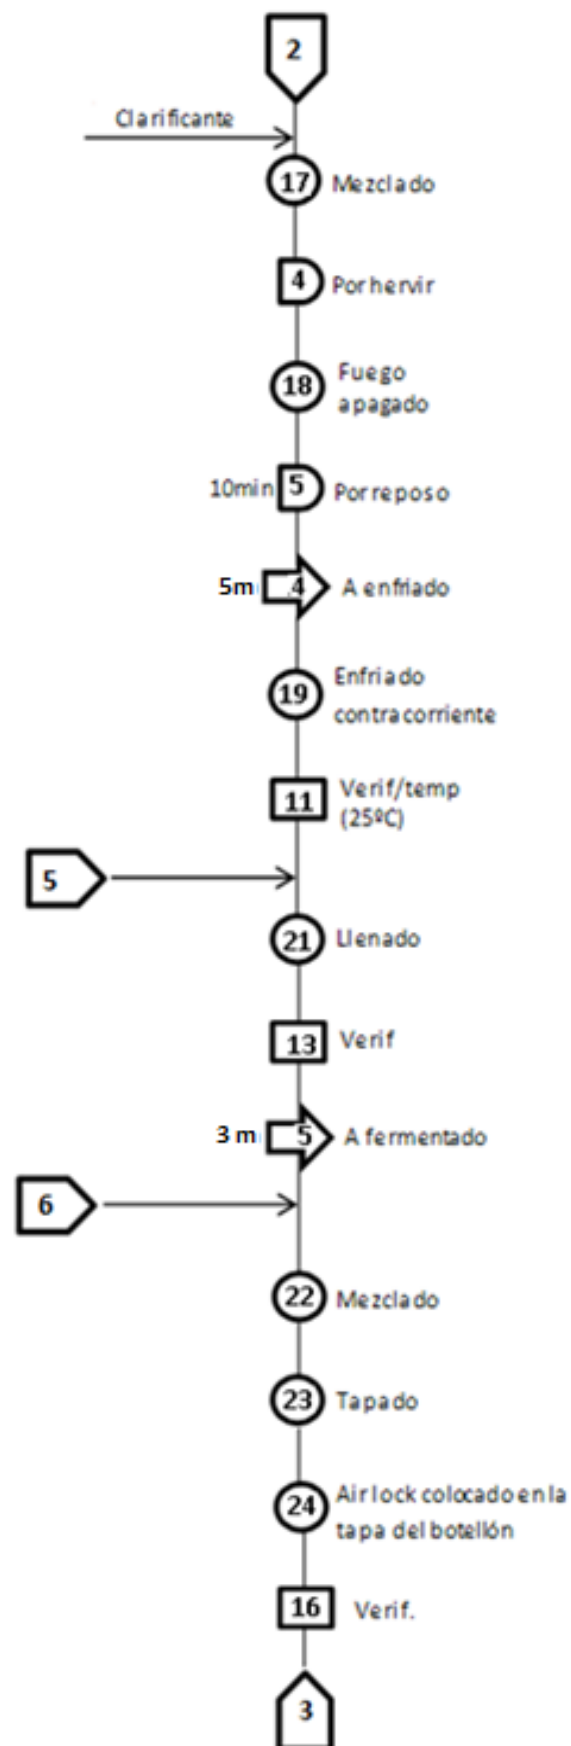 2
Clarificante
17 Mezclado
4 Por hervir
18 Fuego
apagado
10min 5 Por reposo
5m 4 A enfriado
19 Enfriado
contracorriente
11 Verif/temp
(25ºC)
5
21 Llenado
13 Verif
3 m 5 A fermentado
6
22 Mezclado
23 Tapado
24 Air lock colocado en la
tapa del botellón
16 Verif.
3